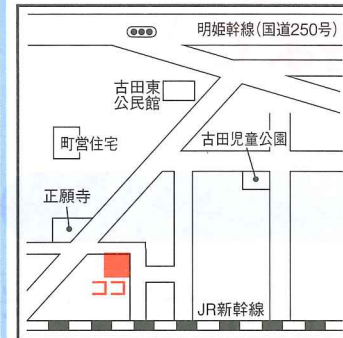 明姫幹線(国道250号)
古田東
公民館
町営住宅
古田児童公園
正願寺
ココ
JR新幹線